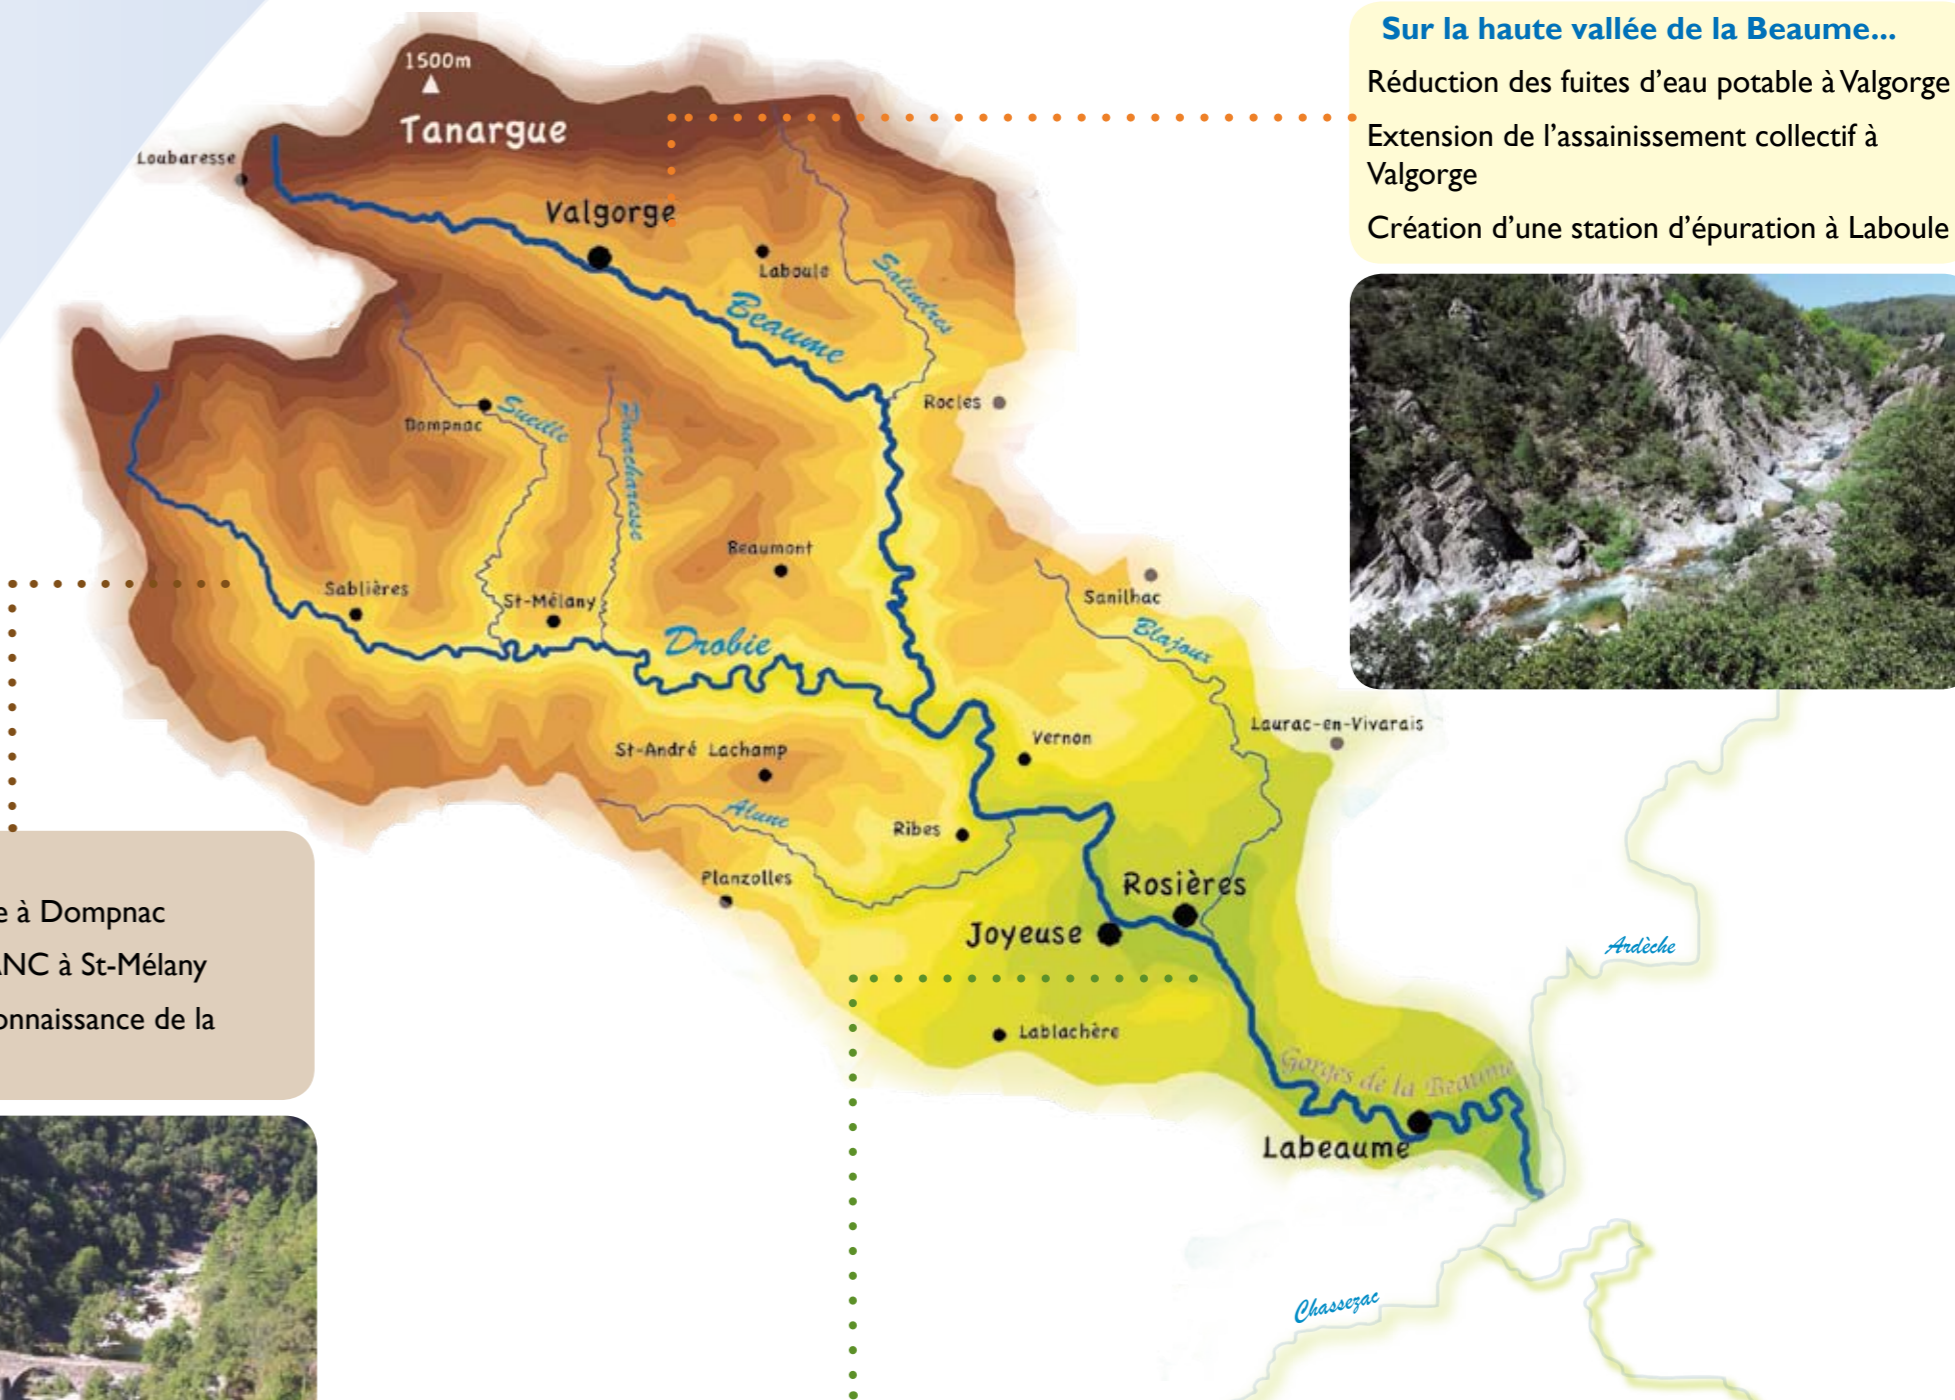 Sur la haute vallée de la Beaume...
Réduction des fuites d'eau potable à Valgorge
Extension de l'assainissement collectif à
Valgorge
Création d'une station d'épuration à Laboule
1500m
Tanargue
Loubaresse
Valgorge
Laboule
Salindres
Beaume
Rocles
Dompnac
Sueille
Pourcharesse
Beaumont
Sablières
St-Mélany
Drobie
Sanilhac
Blajoux
Laurac-en-Vivarais
Vernon
St-André Lachamp
Alune
Ribes
Planzolles
Rosières
Joyeuse
Ardèche
Lablachère
Gorges de la Beaume
Labeaume
Chassezac
à Dompnac
à St-Mélany
de la